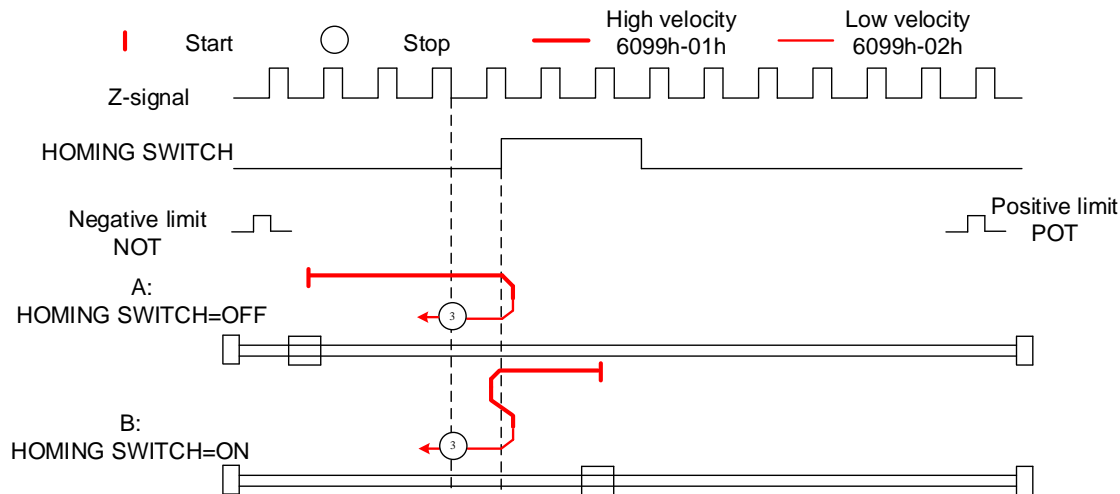 Start
Stop
High velocity
6099h-01h
Low velocity
6099h-02h
Z-signal
HOMING SWITCH
Negative limit
NOT
Positive limit
POT
A:
HOMING SWITCH=OFF
3
B:
HOMING SWITCH=ON
3